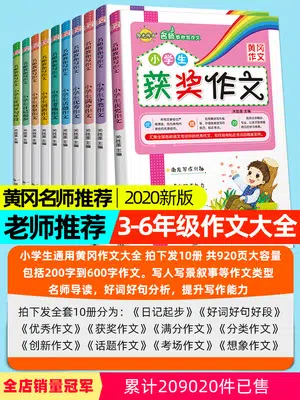 黄冈作文
小学生
获奖作文
黄冈名师推荐
2020新版
老师推荐
3-6年级作文大全
小学生通用黄冈作文大全 拍下发10册 共920页大容量
包括200字到600字作文。写人写景叙事等作文类型
名师导读，好词好句分析，提升写作能力
拍下发全套10册分为：《日记起步》《好词好句好段》
《优秀作文》《获奖作文》《满分作文》《分类作文》
《创新作文》《话题作文》《考场作文》《想象作文》
全店销量冠军
累计209020件已售